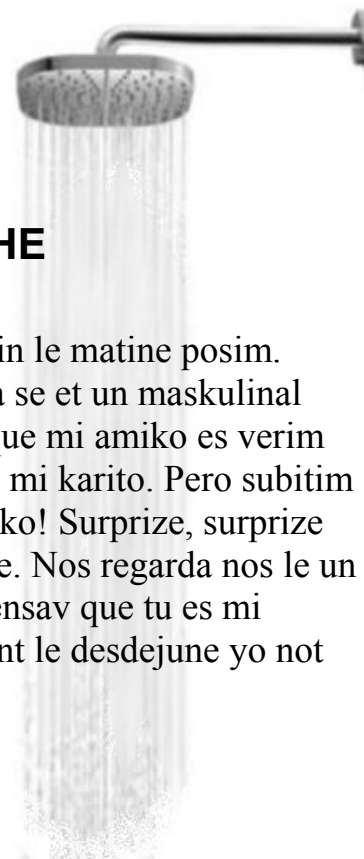 HE
in le matine posim.
se et un maskulinal
que mi amiko es verim
mi karito. Pero subitim
ko! Surprize, surprize
e. Nos regarda nos le un
ensav que tu es mi
nt le desdejune yo not